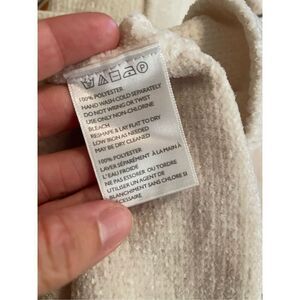 100% POLYESTER
HAND WASH COLD SEPARATELY
DO NOT WRING OR TWIST
USE ONLY NON-CHLORINE
BLEACH
RESHAPE & LAY FLAT TO DRY
LOW IRON AS NEEDED
MAY BE DRY CLEANED
100% POLYESTER
LAVER SÉPARÉMENT À LA MAIN À
L'EAU FROIDE
NE PAS ESSORER OU TORDRE
UTILISER UN AGENT DE
BLANCHIMENT SANS CHLORE SI